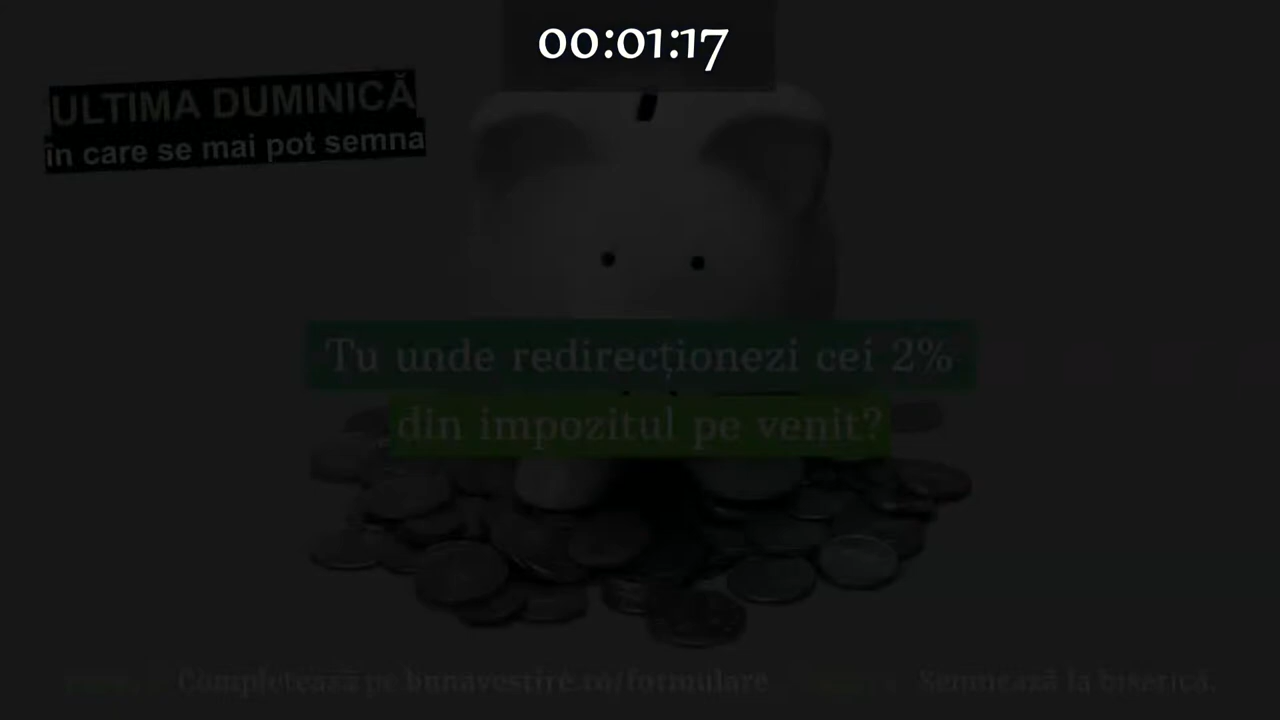 00:01:17
ULTIMA DUMINICĂ
în care se mai pot semna
Tu unde redirecționezi cei 2%
din impozitul pe venit?
Completează pe bunavestire.ro/formulare
Semnează la biserică.